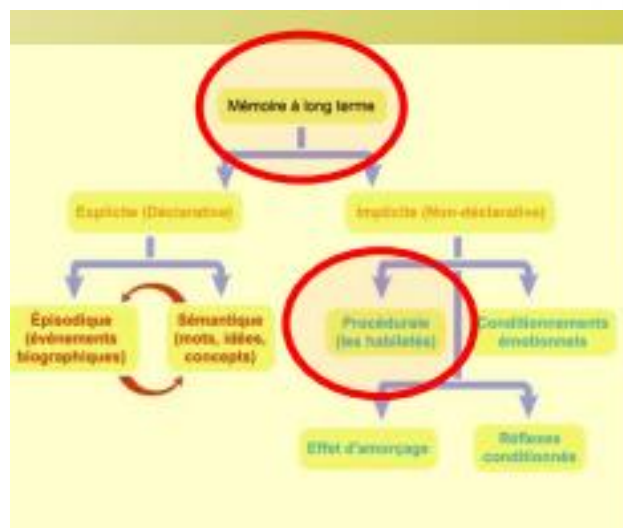 Mémoire à long terme
Explicite (Déclarative)
Implicite (Non-déclarative)
Épisodique
(événements
biographiques)
Sémantique
(mots, idées,
concepts)
Procédurale
(les habiletés)
Conditionnements
émotionnels
Effet d'amorçage
Réflexes
conditionnés